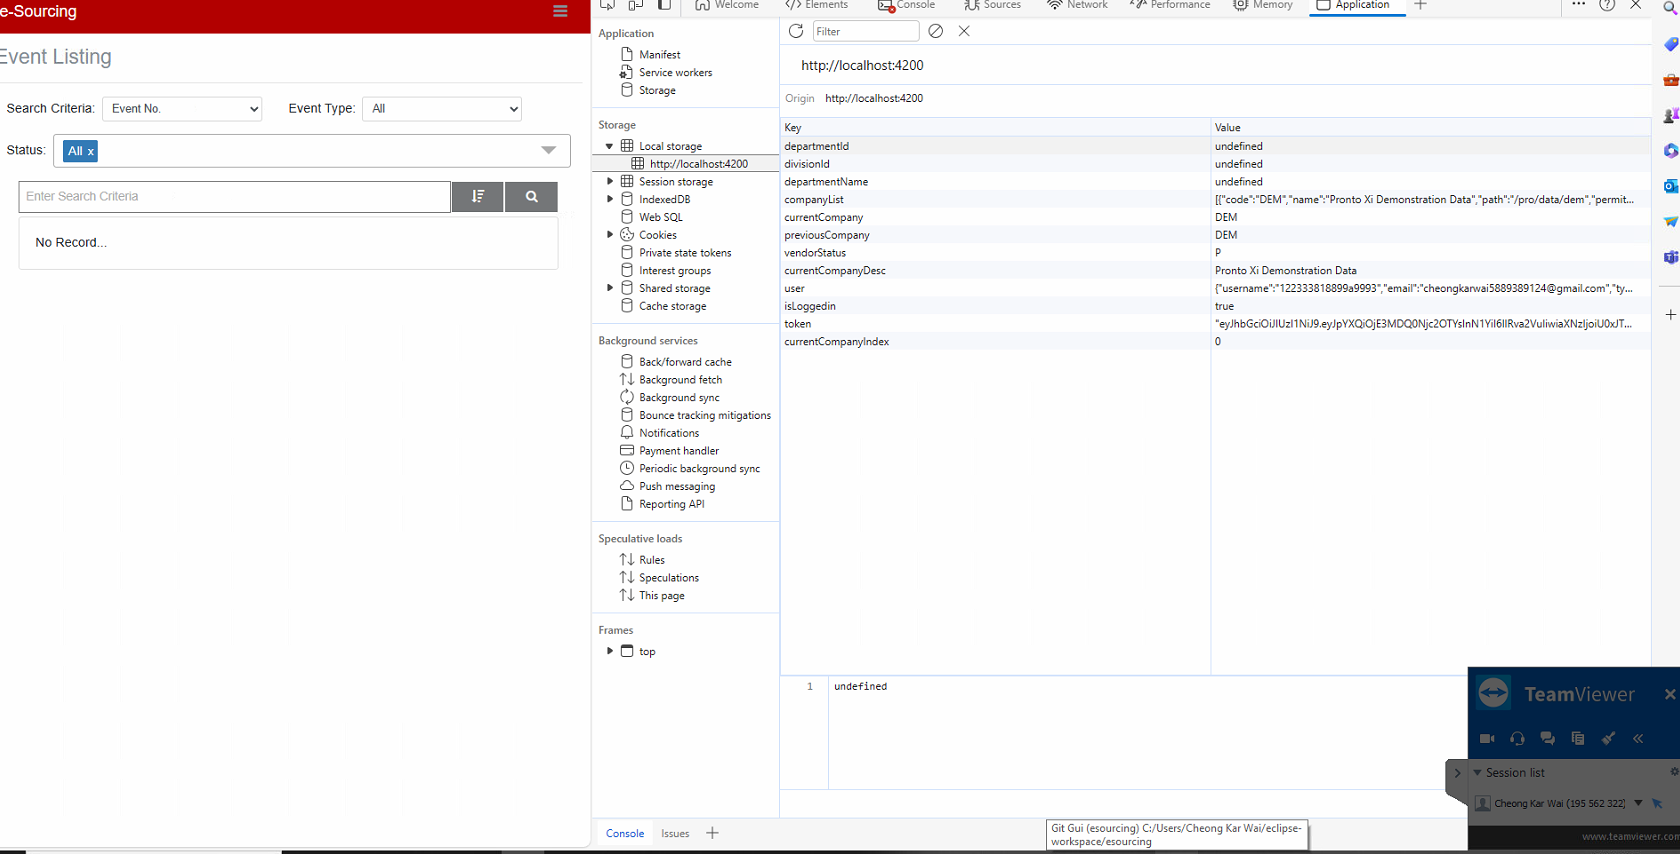 e-Sourcing
Event Listing
Search Criteria: Event No. Event Type: All
Status: All x
Enter Search Criteria
No Record...
Welcome Elements Console Sources Network Performance Memory Application
Application
Manifest
Service workers
Storage
Storage
Local storage
http://localhost:4200
Session storage
IndexedDB
Web SQL
Cookies
Private state tokens
Interest groups
Shared storage
Cache storage
Background services
Back/forward cache
Background fetch
Background sync
Bounce tracking mitigations
Notifications
Payment handler
Periodic background sync
Push messaging
Reporting API
Speculative loads
Rules
Speculations
This page
Frames
top
Filter
http://localhost:4200
Origin http://localhost:4200
Key Value
departmentId undefined
divisionId undefined
departmentName undefined
companyList [{"code":"DEM","name":"Pronto Xi Demonstration Data","path":"/pro/data/dem","permit...
currentCompany DEM
previousCompany DEM
vendorStatus P
currentCompanyDesc Pronto Xi Demonstration Data
user {"username":"122333818899a9993","email":"cheongkarwai5889389124@gmail.com","ty...
isLoggedin true
token
currentCompanyIndex 0
1 undefined
Console Issues
Git Gui (esourcing) C:/Users/Cheong Kar Wai/eclipse-
workspace/esourcing
TeamViewer
Session list
Cheong Kar Wai (195 562 322)
www.teamviewer.com